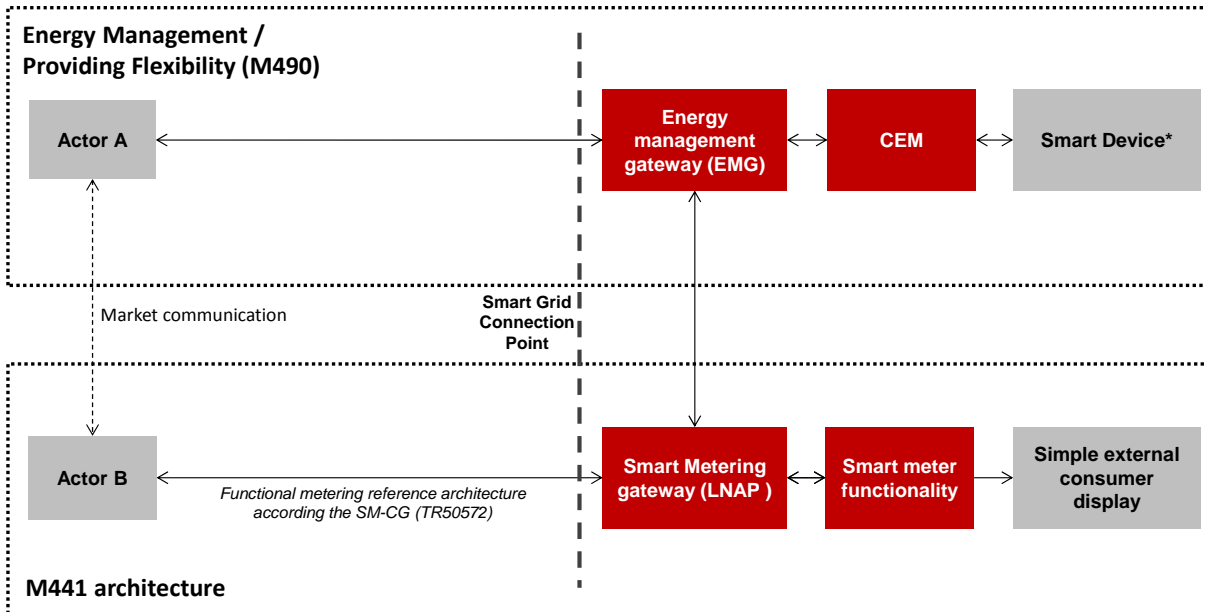 Energy Management /
Providing Flexibility (M490)
Actor A
Energy
management
gateway (EMG)
CEM
Smart Device*
Market communication
Smart Grid
Connection
Point
Actor B
Functional metering reference architecture
according the SM-CG (TR50572)
Smart Metering
gateway (LNAP )
Smart meter
functionality
Simple external
consumer
display
M441 architecture